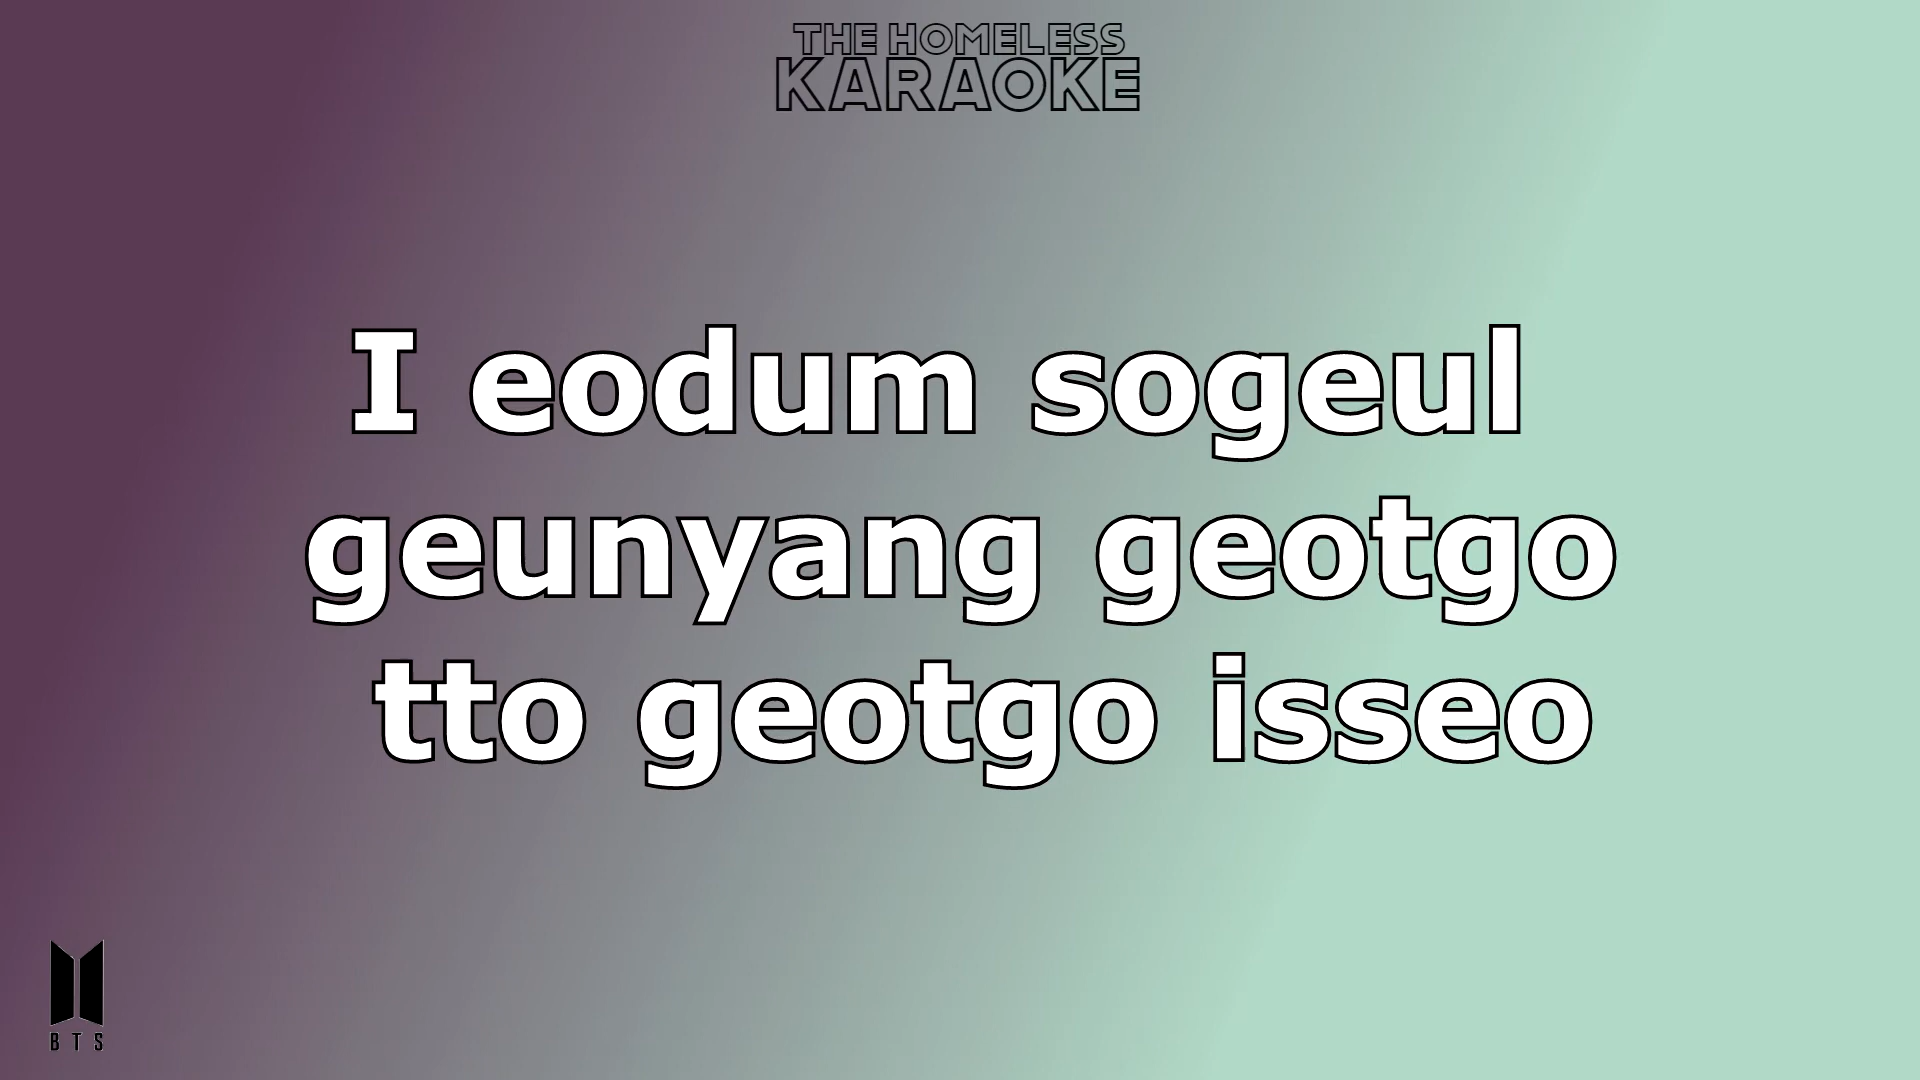 THE HOMELESS
KARAOKE
I eodum sogeul
geunyang geotgo
tto geotgo isseo
BTS